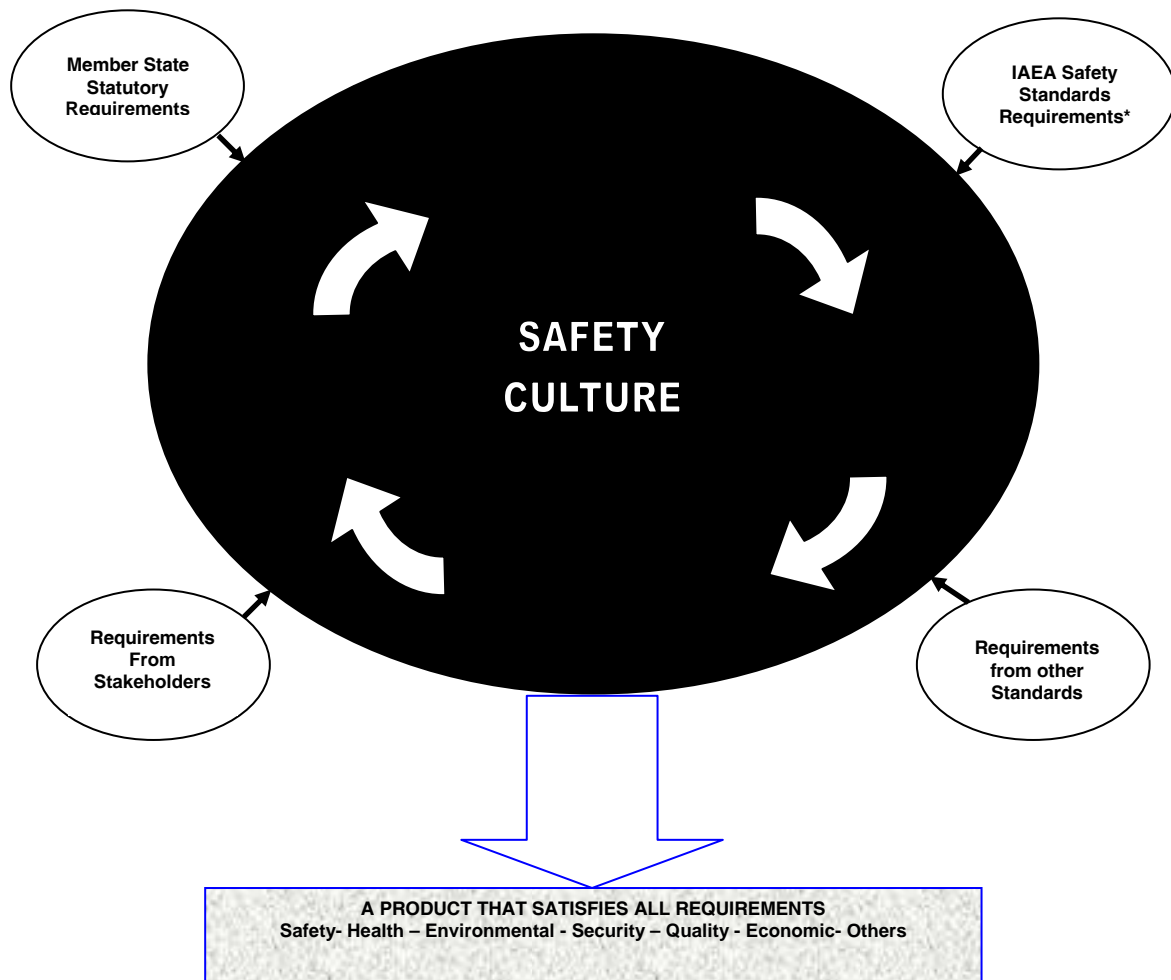 Member State
Statutory
Requirements
IAEA Safety
Standards
Requirements*
SAFETY
CULTURE
Requirements
From
Stakeholders
Requirements
from other
Standards
A PRODUCT THAT SATISFIES ALL REQUIREMENTS
Safety- Health – Environmental - Security – Quality - Economic- Others